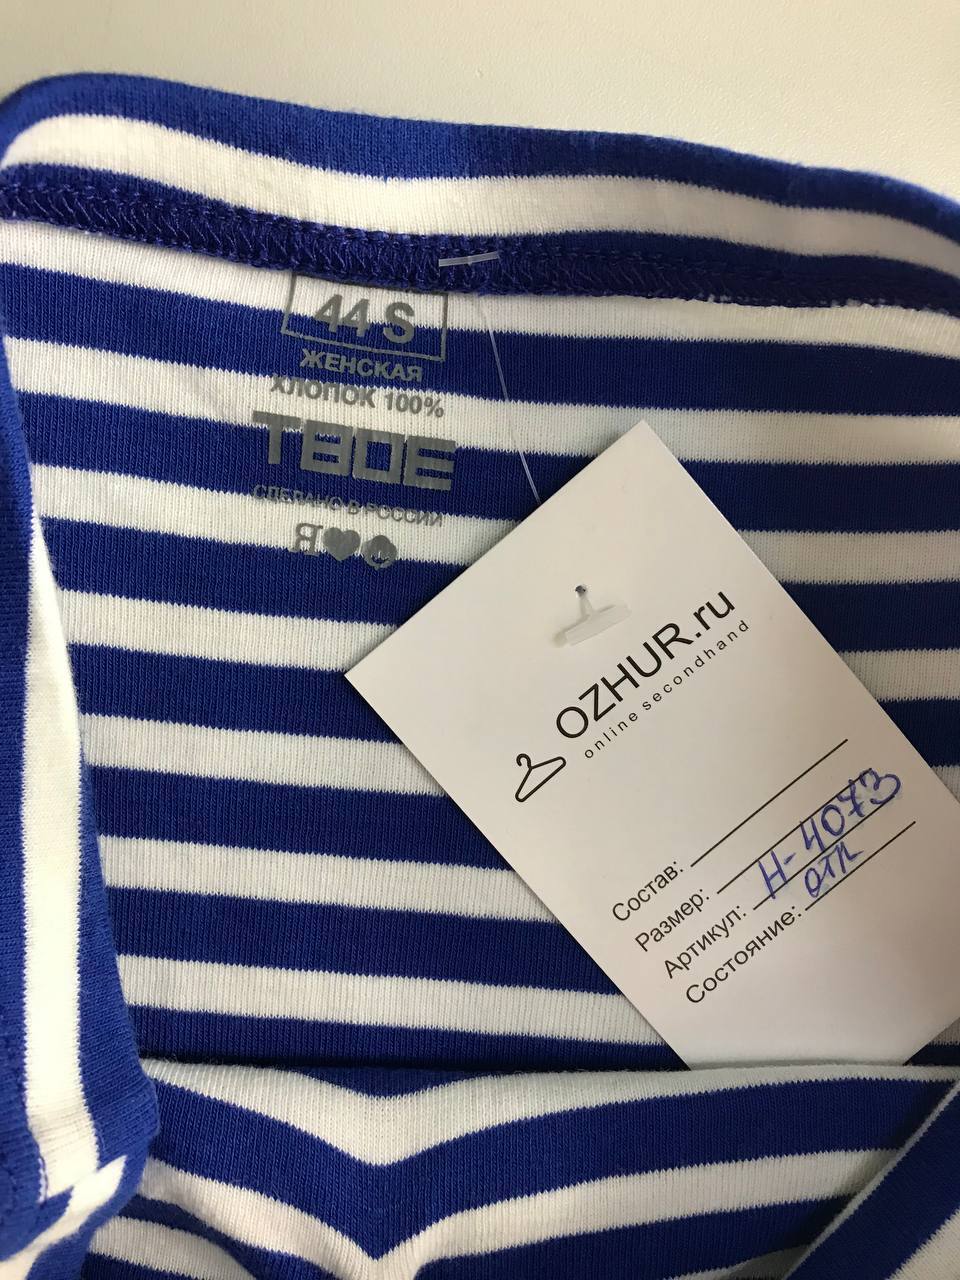 44 S
ЖЕНСКАЯ
ХЛОПОК 100%
ТВОЕ
СДЕЛАНО В РОССИИ
Я
OZHUR.ru
online secondhand
Состав:
Размер:
Артикул: Н-4073
Состояние: отл